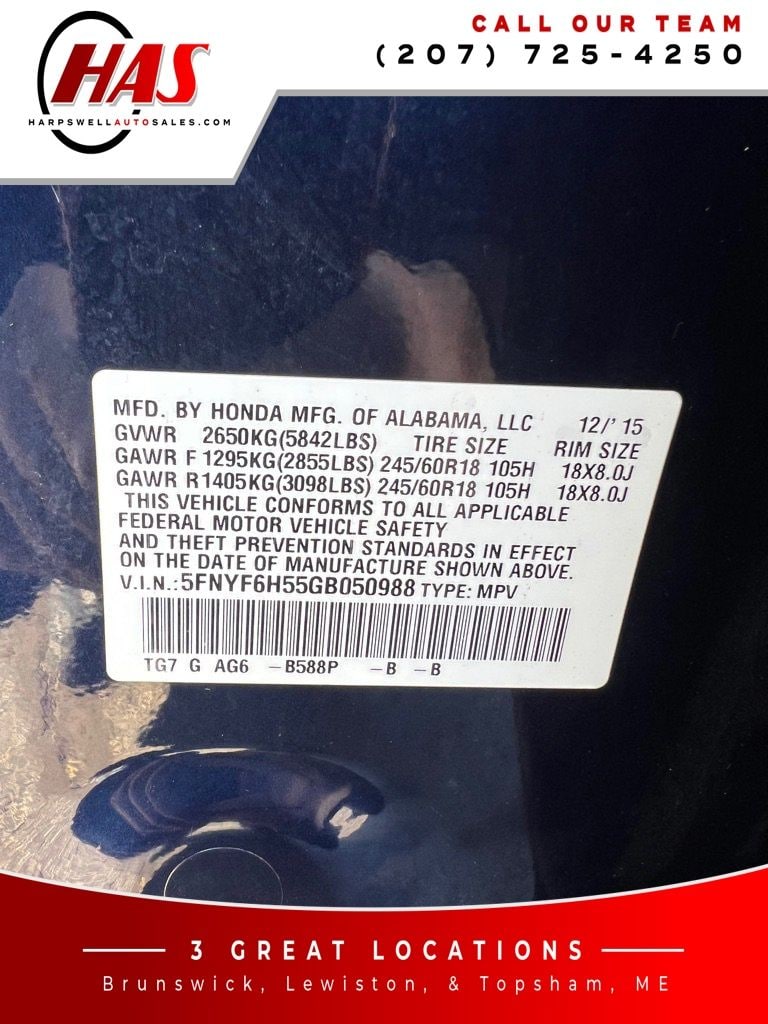 HAS
HARPSWELLAUTOSALES.COM
CALL OUR TEAM
(207) 725-4250
MFD. BY HONDA MFG. OF ALABAMA, LLC 12/'15
GVWR 2650KG(5842LBS) TIRE SIZE RIM SIZE
GAWR F 1295KG(2855LBS) 245/60R18 105H 18X8.0J
GAWR R1405KG(3098LBS) 245/60R18 105H 18X8.0J
THIS VEHICLE CONFORMS TO ALL APPLICABLE
FEDERAL MOTOR VEHICLE SAFETY
AND THEFT PREVENTION STANDARDS IN EFFECT
ON THE DATE OF MANUFACTURE SHOWN ABOVE.
V.I.N.:5FNYF6H55GB050988 TYPE: MPV
TG7 G AG6 -B588P -B -B
3 GREAT LOCATIONS
Brunswick, Lewiston, & Topsham, ME